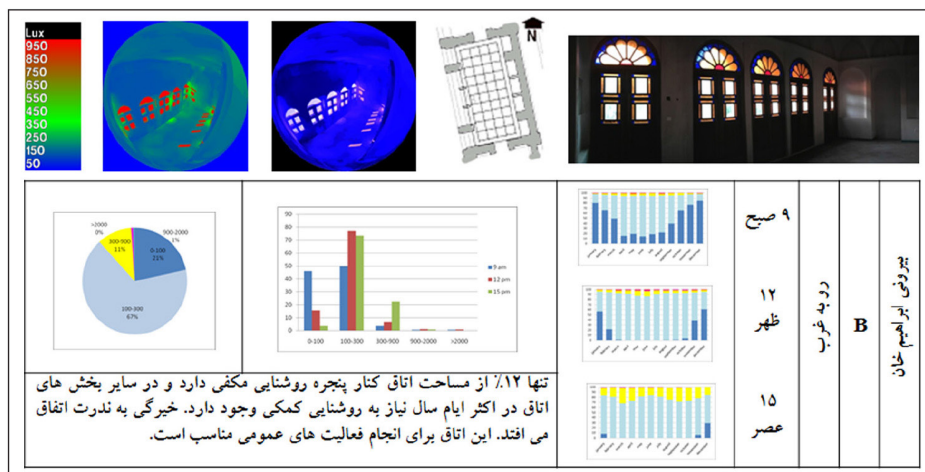 Lux
950
850
750
650
550
450
350
250
150
50
N
>2000
0%
900-2000
1%
300-900
11%
0-100
21%
100-300
67%
90
80
70
60
50
40
30
20
10
0
0-100
100-300
300-900
900-2000
>2000
9 am
12 pm
15 pm
۹ صبح
۱۲
ظهر
۱۵
عصر
رو به غرب
B
بیرونی ابراهیم خان
تنها ۱۲٪ از مساحت اتاق کنار پنجره روشنایی مکفی دارد و در سایر بخش های
اتاق در اکثر ایام سال نیاز به روشنایی کمکی وجود دارد. خیرگی به ندرت اتفاق
می افتد. این اتاق برای انجام فعالیت های عمومی مناسب است.